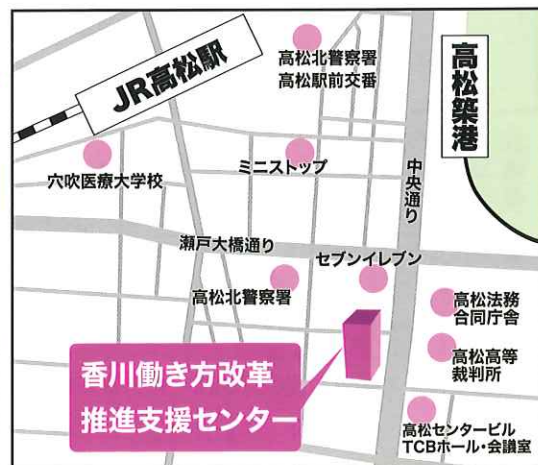 JR高松駅
高松北警察署
高松駅前交番
高松築港
穴吹医療大学校
ミニストップ
中央通り
瀬戸大橋通り
セブンイレブン
高松北警察署
高松法務
合同庁舎
高松高等
裁判所
香川働き方改革
推進支援センター
高松センタービル
TCBホール・会議室